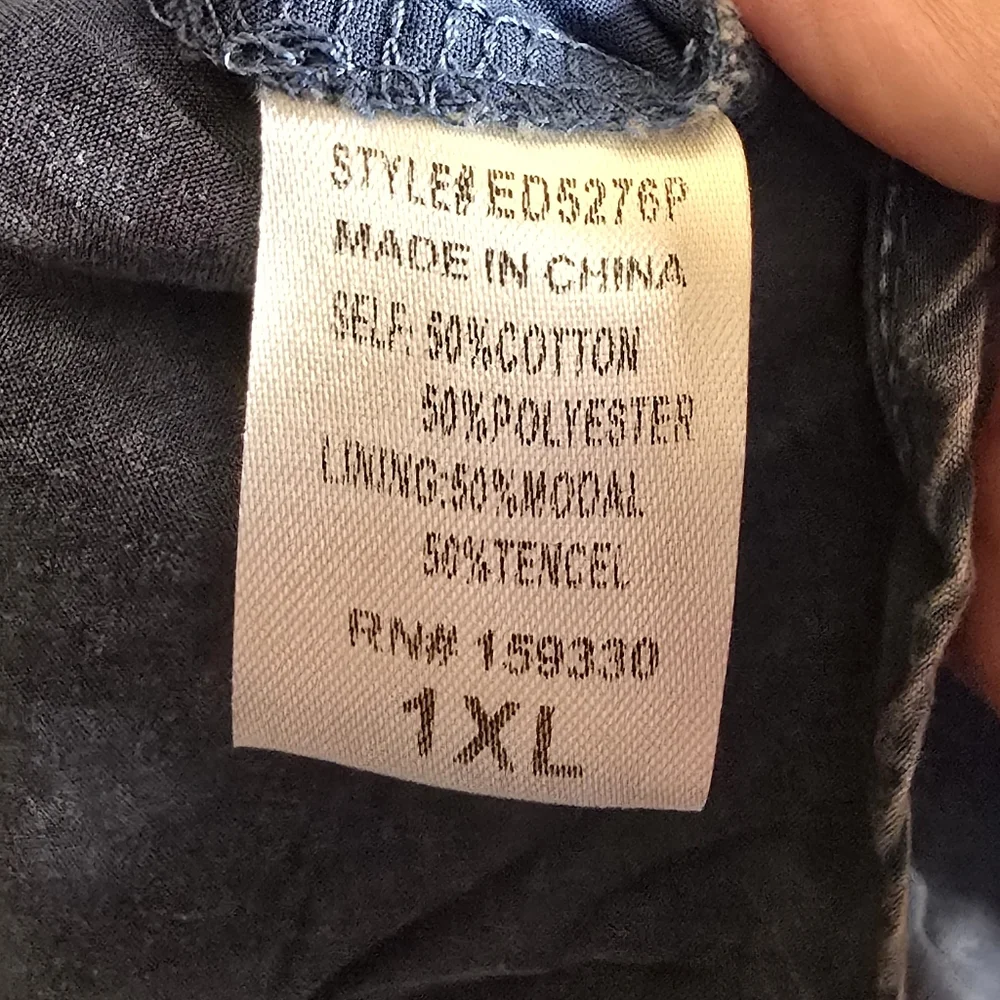 STYLE# ED5276P
MADE IN CHINA
SELF: 50%COTTON
50%POLYESTER
LINING:50%MODAL
50%TENCEL
RN# 159330
1XL